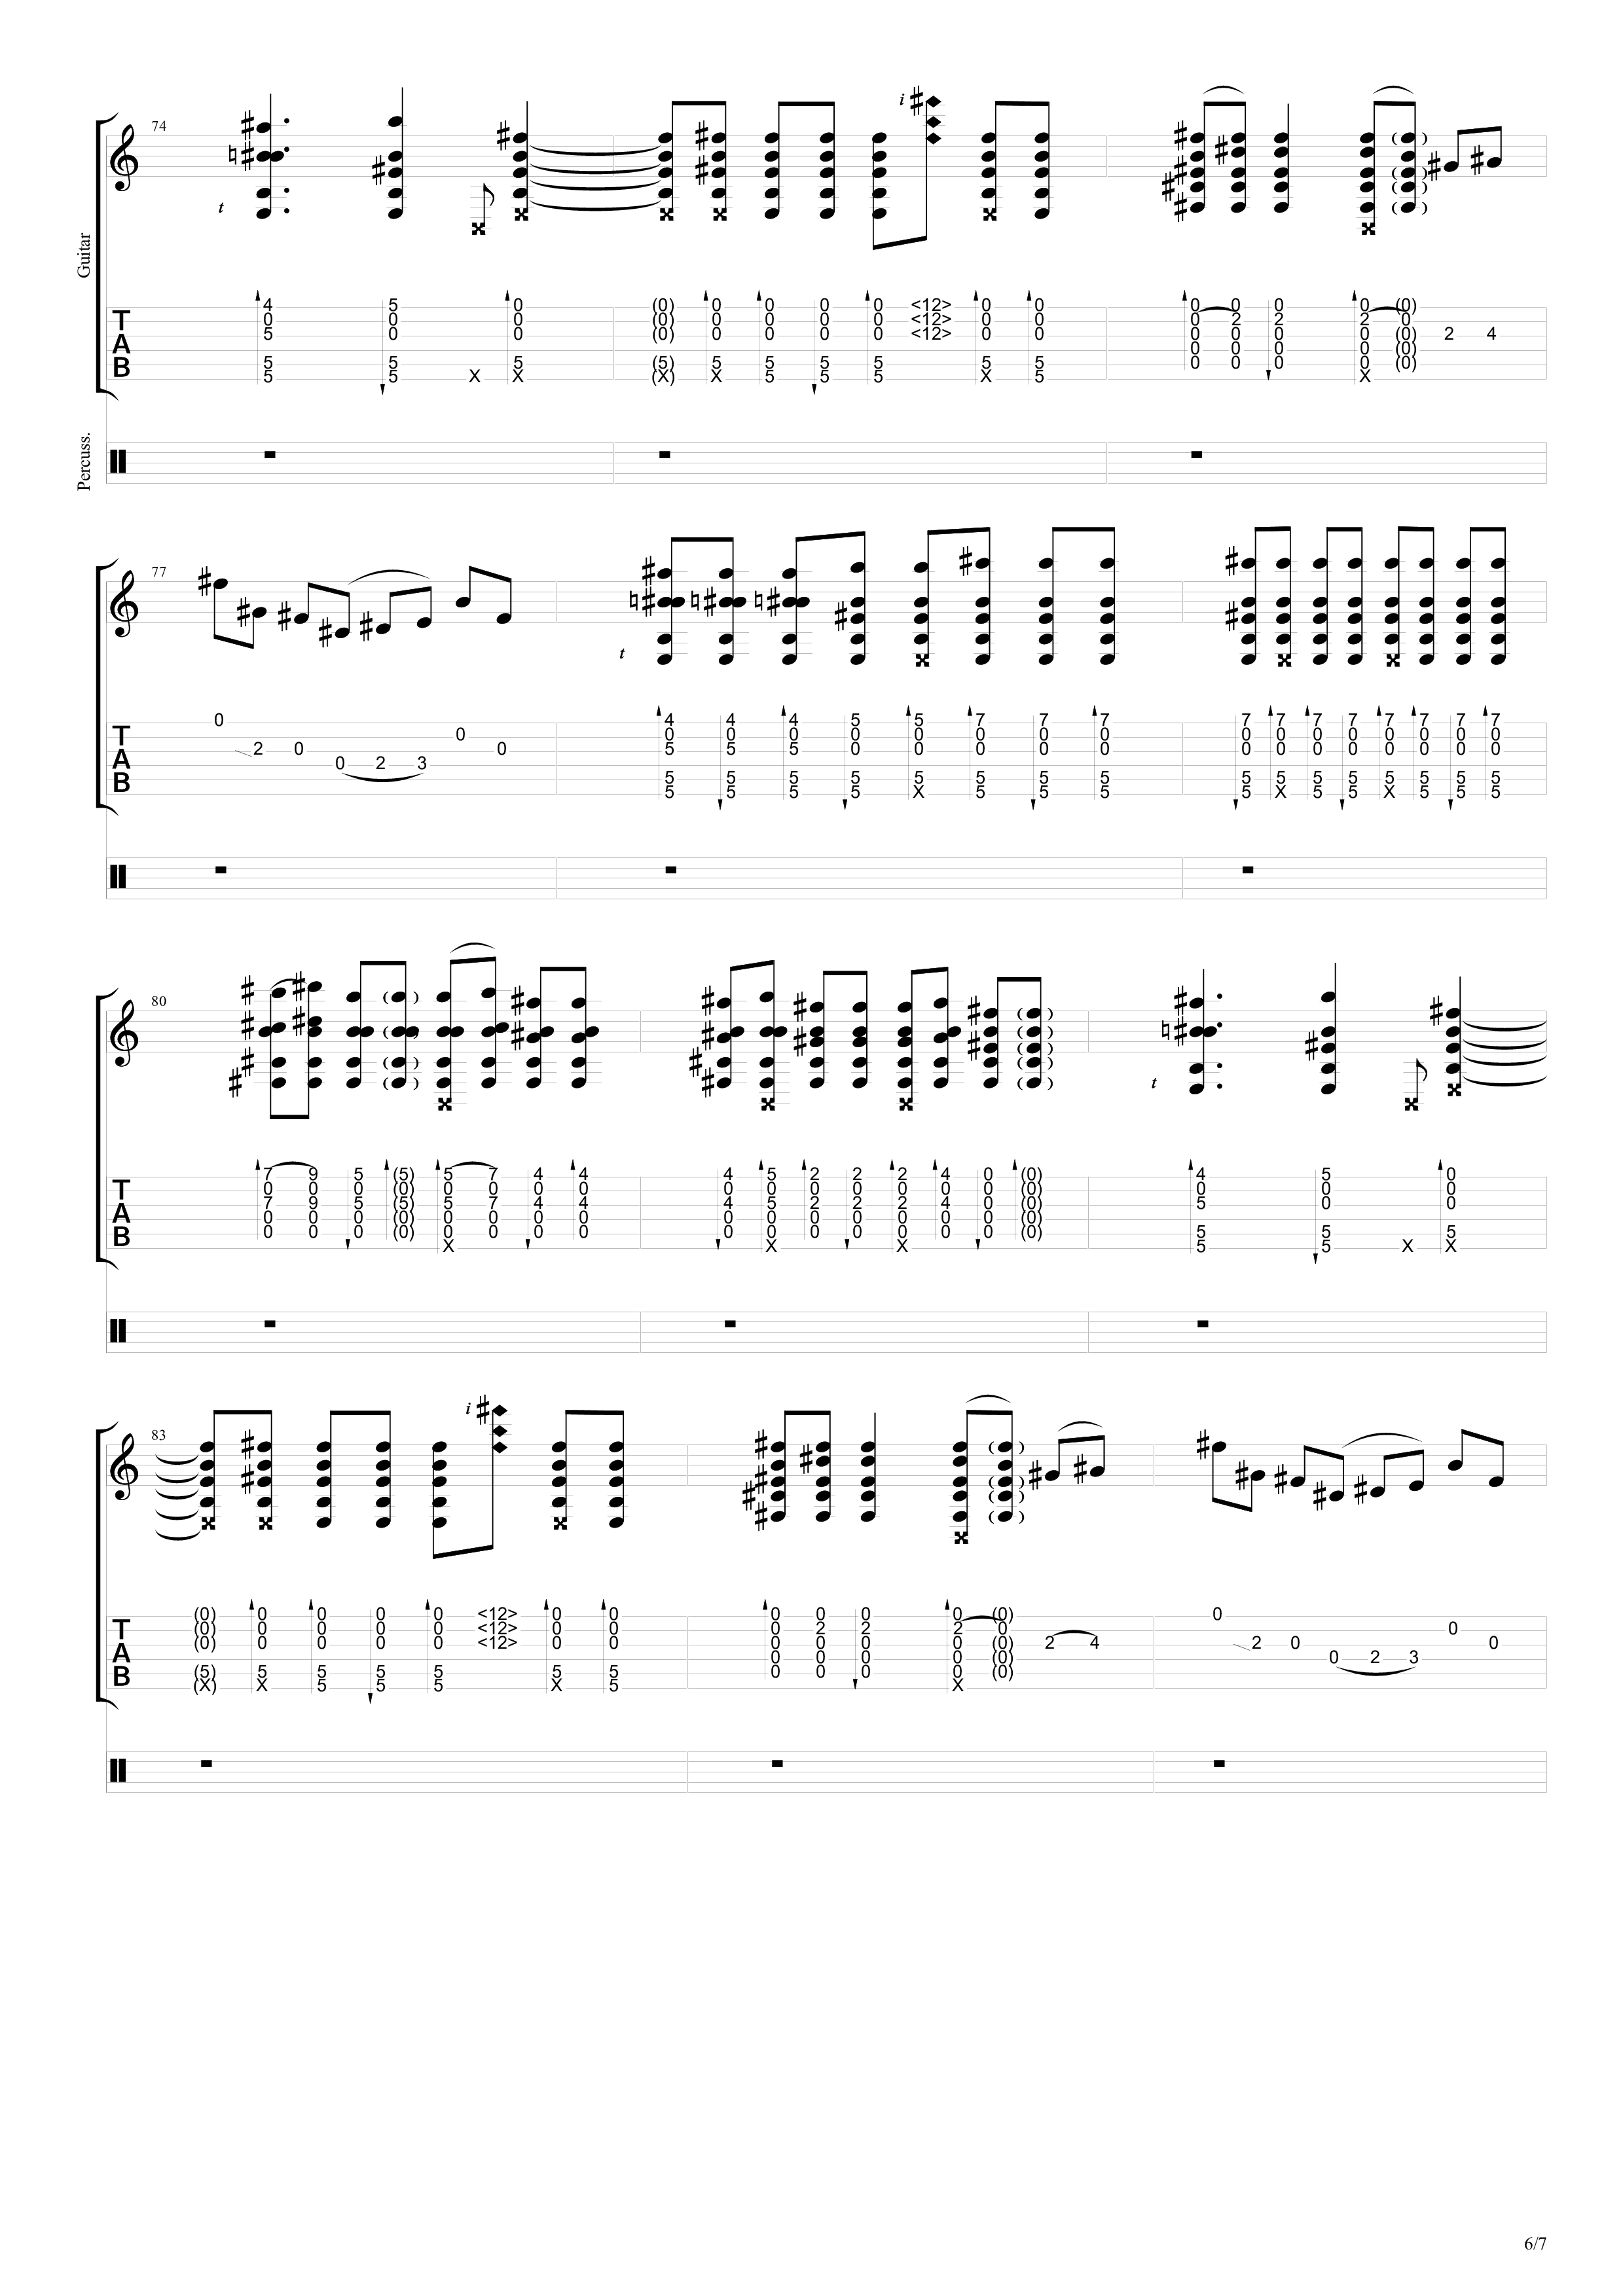 74
i
t
Guitar
4 5 0 (0) 0 0 0 0 <12> 0 0 0 0 0 0 (0)
T 0 0 0 (0) 0 0 0 0 <12> 0 0 0 2 2 2 0
5 0 0 (0) 0 0 0 0 <12> 0 0 0 0 0 0 (0) 2 4
A 0 0 0 0 (0)
B 5 5 5 (5) 5 5 5 5 5 5 0 0 0 0 (0)
5 5 X X (X) X 5 5 5 X 5 X
Percuss.
77
t
0 4 4 4 5 5 7 7 7 7 7 7 7 7 7 7 7
T 0 0 0 0 0 0 0 0 0 0 0 0 0 0 0 0 0
2 0 0 5 5 5 0 0 0 0 0 0 0 0 0 0 0 0 0
A 0 2 3
B 5 5 5 5 5 5 5 5 5 5 5 5 5 5 5 5
5 5 5 5 X 5 5 5 5 X 5 5 X 5 5 5
80
t
7 9 5 (5) 5 7 4 4 4 5 2 2 2 4 0 (0) 4 5 0
T 0 0 0 (0) 0 0 0 0 0 0 0 0 0 0 0 (0) 0 0 0
7 9 5 (5) 5 7 4 4 4 5 2 2 2 4 0 (0) 5 0 0
A 0 0 0 (0) 0 0 0 0 0 0 0 0 0 0 0 (0)
B 0 0 0 (0) 0 0 0 0 0 0 0 0 0 0 0 (0) 5 5 5
X X X 5 5 X X
83
i
(0) 0 0 0 0 <12> 0 0 0 0 0 0 (0) 0
T (0) 0 0 0 0 <12> 0 0 0 2 2 2 0 0
(0) 0 0 0 0 <12> 0 0 0 0 0 0 (0) 2 4 2 0 0
A 0 0 0 0 (0) 0 2 3
B (5) 5 5 5 5 5 5 0 0 0 0 (0)
(X) X 5 5 5 X 5 X
6/7